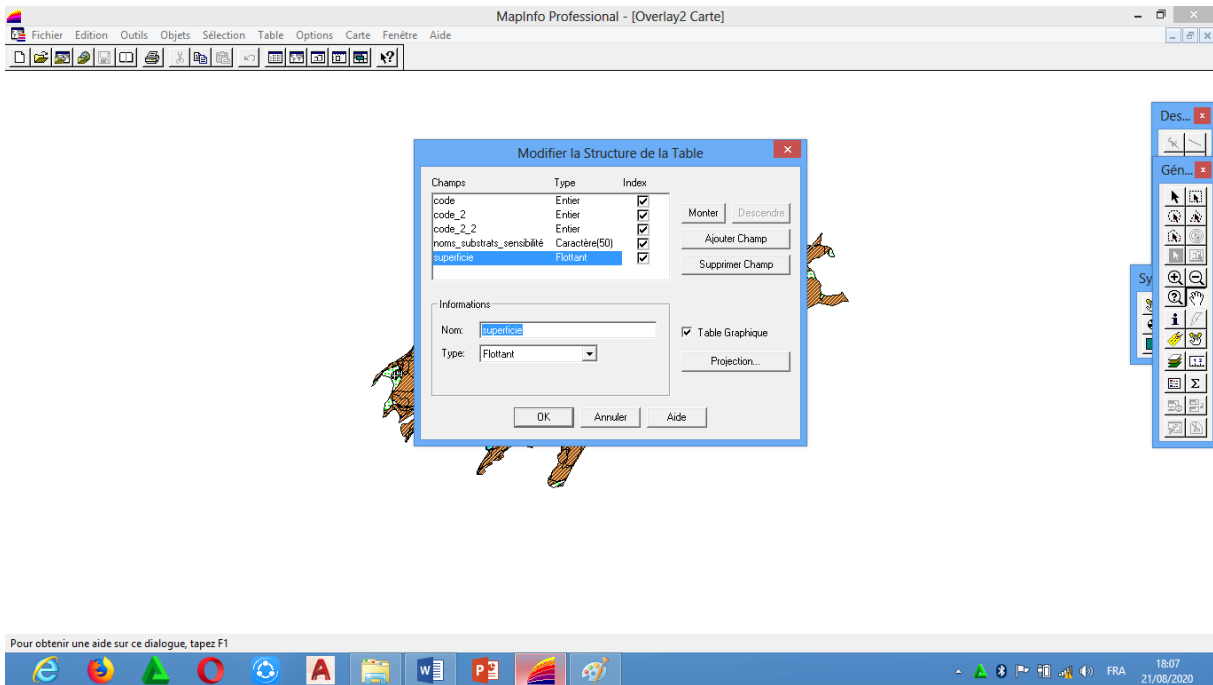 MapInfo Professional - [Overlay2 Carte]
Fichier Edition Outils Objets Sélection Table Options Carte Fenêtre Aide
Des...
Modifier la Structure de la Table
Gén...
Champs Type Index
code Entier
code_2 Entier
code_2_2 Entier
noms_substrats_sensibilité Caractère(50)
superficie Flottant
Monter Descendre
Ajouter Champ
Supprimer Champ
Sy
Informations
Nom: superficie
Type: Flottant
Table Graphique
Projection...
OK Annuler Aide
Pour obtenir une aide sur ce dialogue, tapez F1
FRA
18:07
21/08/2020